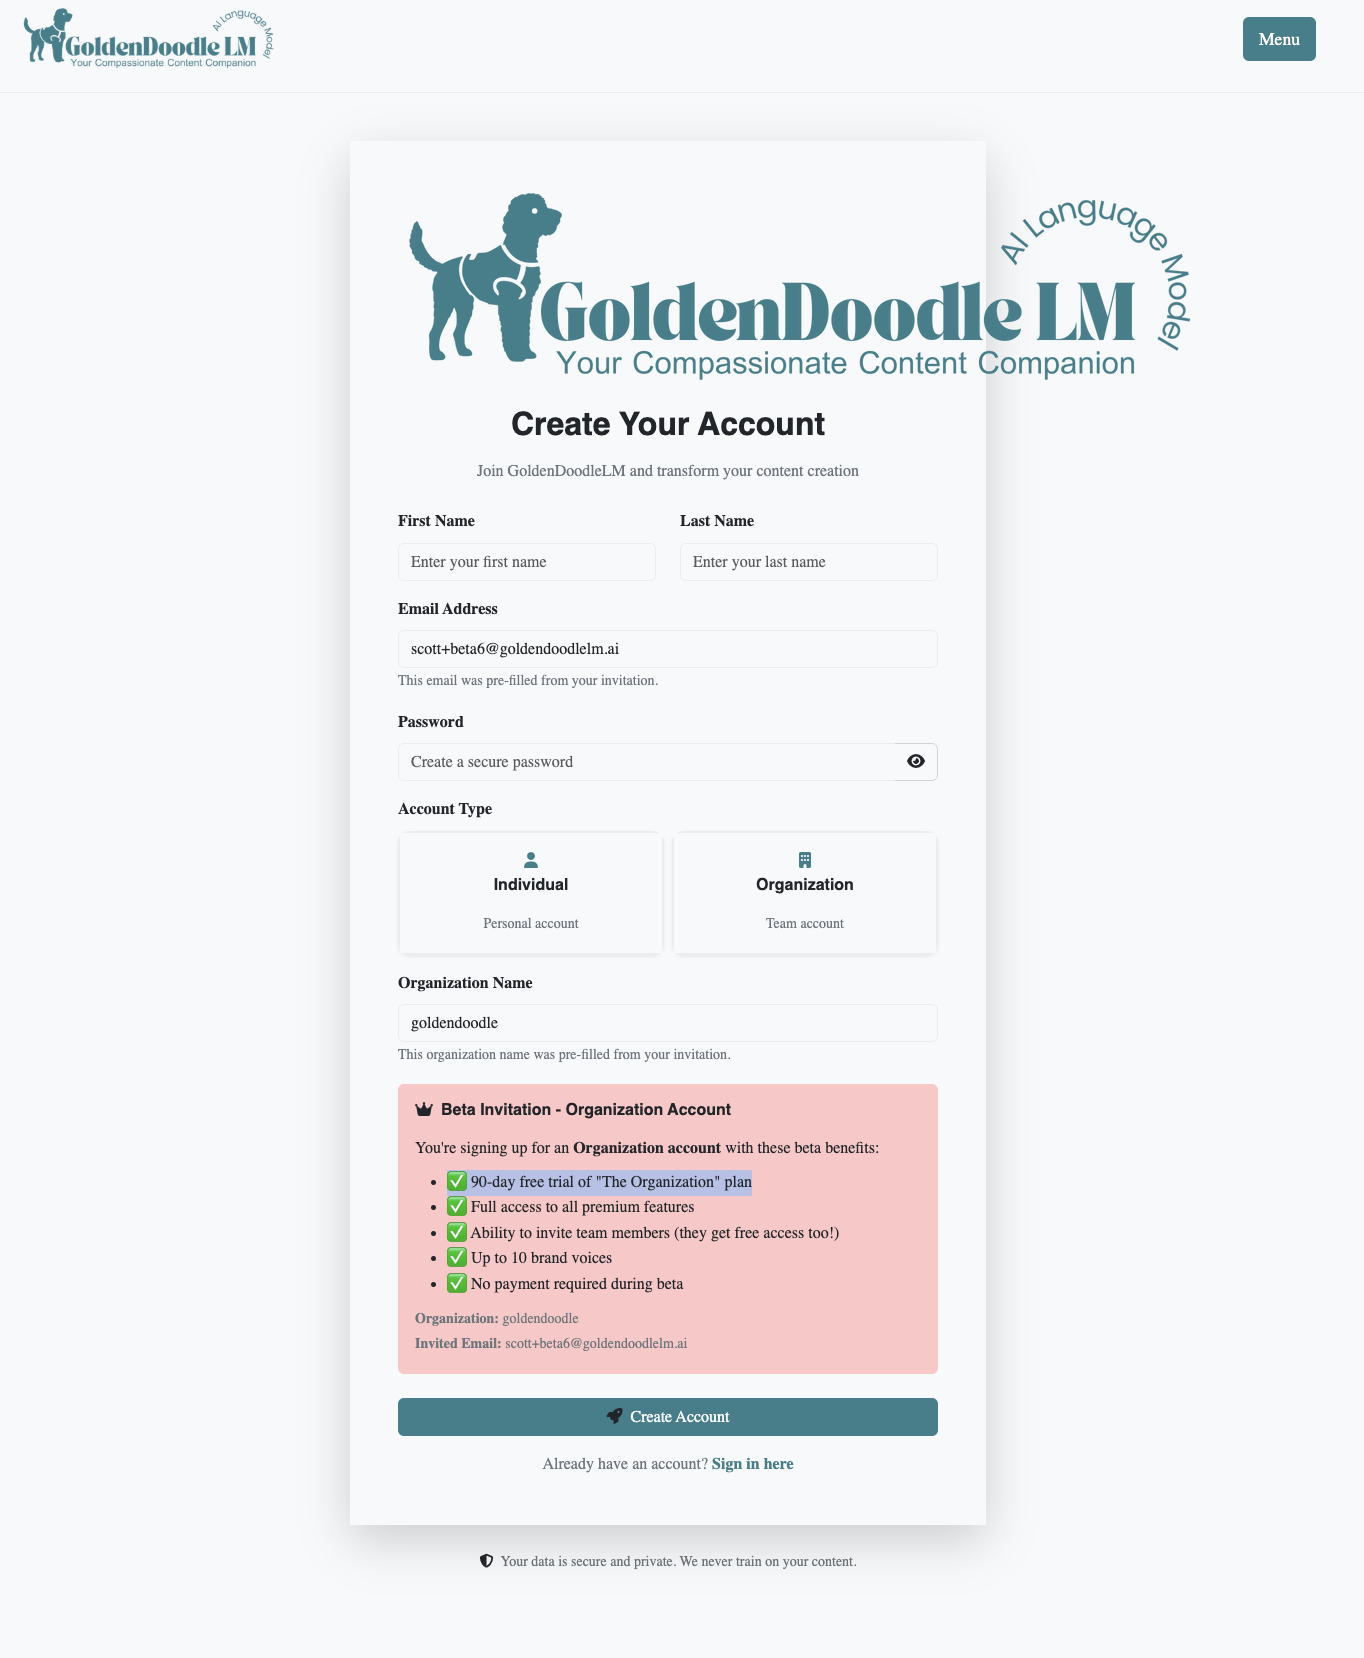 GoldenDoodle LM
AI Language Model
Your Compassionate Content Companion
Menu
AI Language Model
GoldenDoodle LM
Your Compassionate Content Companion
Create Your Account
Join GoldenDoodleLM and transform your content creation
First Name
Last Name
Enter your first name
Enter your last name
Email Address
scott+beta6@goldendoodlelm.ai
This email was pre-filled from your invitation.
Password
Create a secure password
Account Type
Individual
Personal account
Organization
Team account
Organization Name
goldendoodle
This organization name was pre-filled from your invitation.
Beta Invitation - Organization Account
You're signing up for an Organization account with these beta benefits:
• ✅ 90-day free trial of "The Organization" plan
• ✅ Full access to all premium features
• ✅ Ability to invite team members (they get free access too!)
• ✅ Up to 10 brand voices
• ✅ No payment required during beta
Organization: goldendoodle
Invited Email: scott+beta6@goldendoodlelm.ai
Create Account
Already have an account? Sign in here
Your data is secure and private. We never train on your content.